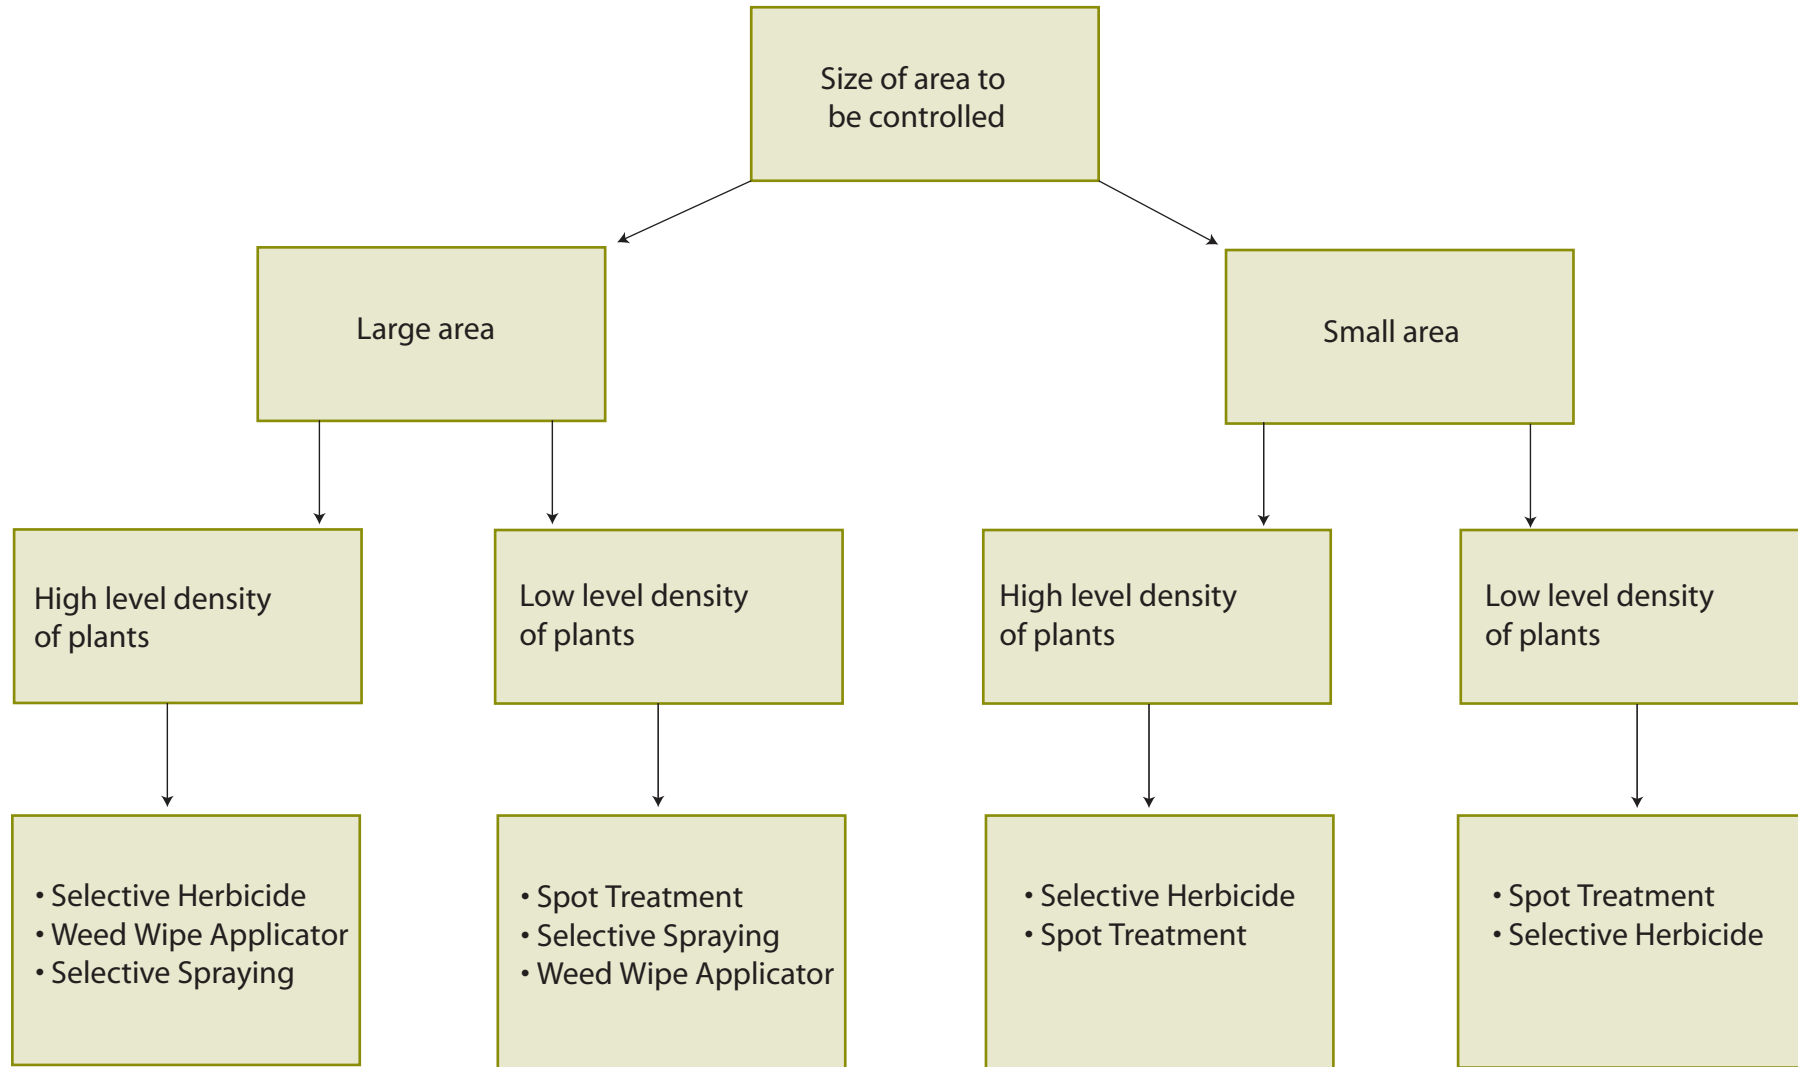 Size of area to
be controlled
Large area
Small area
High level density
of plants
Low level density
of plants
High level density
of plants
Low level density
of plants
• Selective Herbicide
• Weed Wipe Applicator
• Selective Spraying
• Spot Treatment
• Selective Spraying
• Weed Wipe Applicator
• Selective Herbicide
• Spot Treatment
• Spot Treatment
• Selective Herbicide